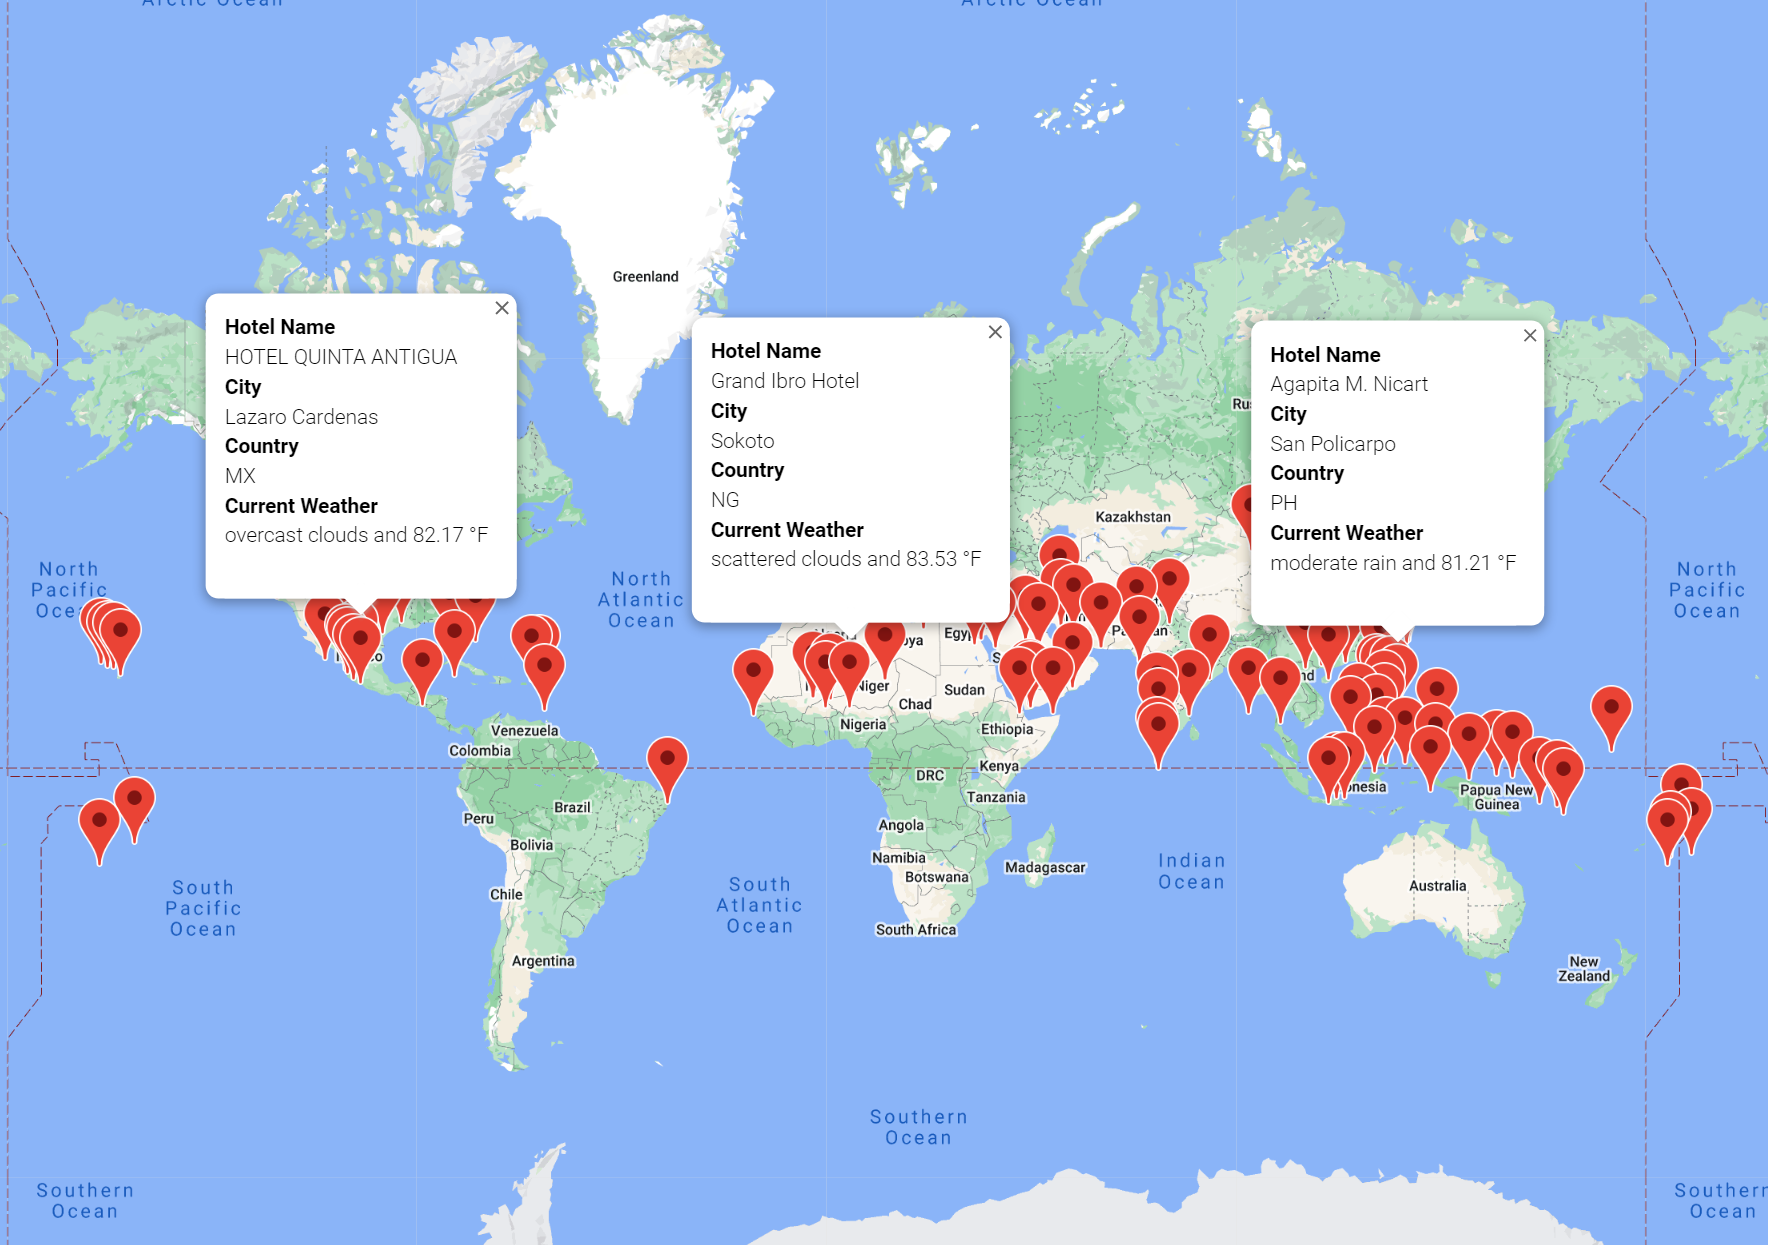 Arctic Ocean
Arctic Ocean
Greenland
Hotel Name
HOTEL QUINTA ANTIGUA
City
Lazaro Cardenas
Country
MX
Current Weather
overcast clouds and 82.17 °F
Hotel Name
Grand Ibro Hotel
City
Sokoto
Country
NG
Current Weather
scattered clouds and 83.53 °F
Hotel Name
Agapita M. Nicart
City
San Policarpo
Country
PH
Current Weather
moderate rain and 81.21 °F
Kazakhstan
North
Pacific
North
Atlantic
Ocean
North
Pacific
Ocean
Niger
Chad
Sudan
Nigeria
Ethiopia
Kenya
DRC
Tanzania
Angola
Namibia
Botswana
Madagascar
South Africa
Venezuela
Colombia
Brazil
Peru
Bolivia
Chile
Argentina
Papua New
Guinea
Australia
New
Zealand
Indian
Ocean
South
Pacific
Ocean
South
Atlantic
Ocean
Southern
Ocean
Southern
Ocean
Southern
Ocean